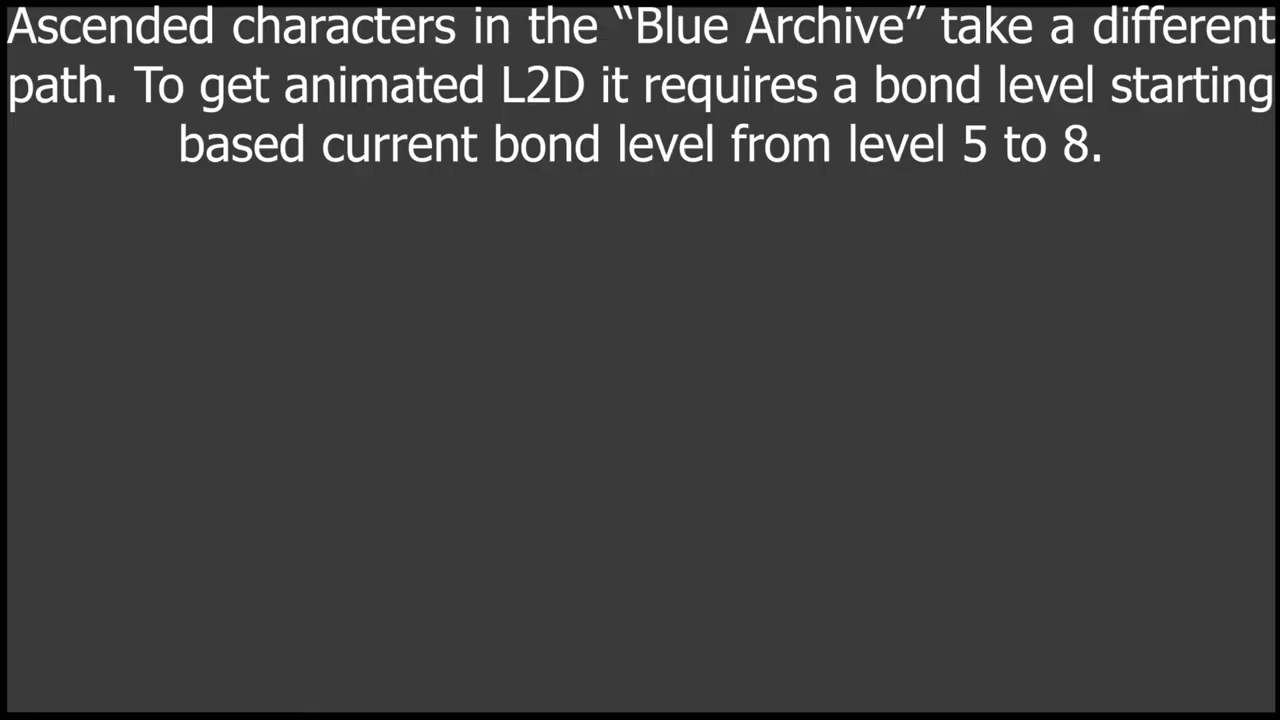 Ascended characters in the “Blue Archive” take a different
path. To get animated L2D it requires a bond level starting
based current bond level from level 5 to 8.